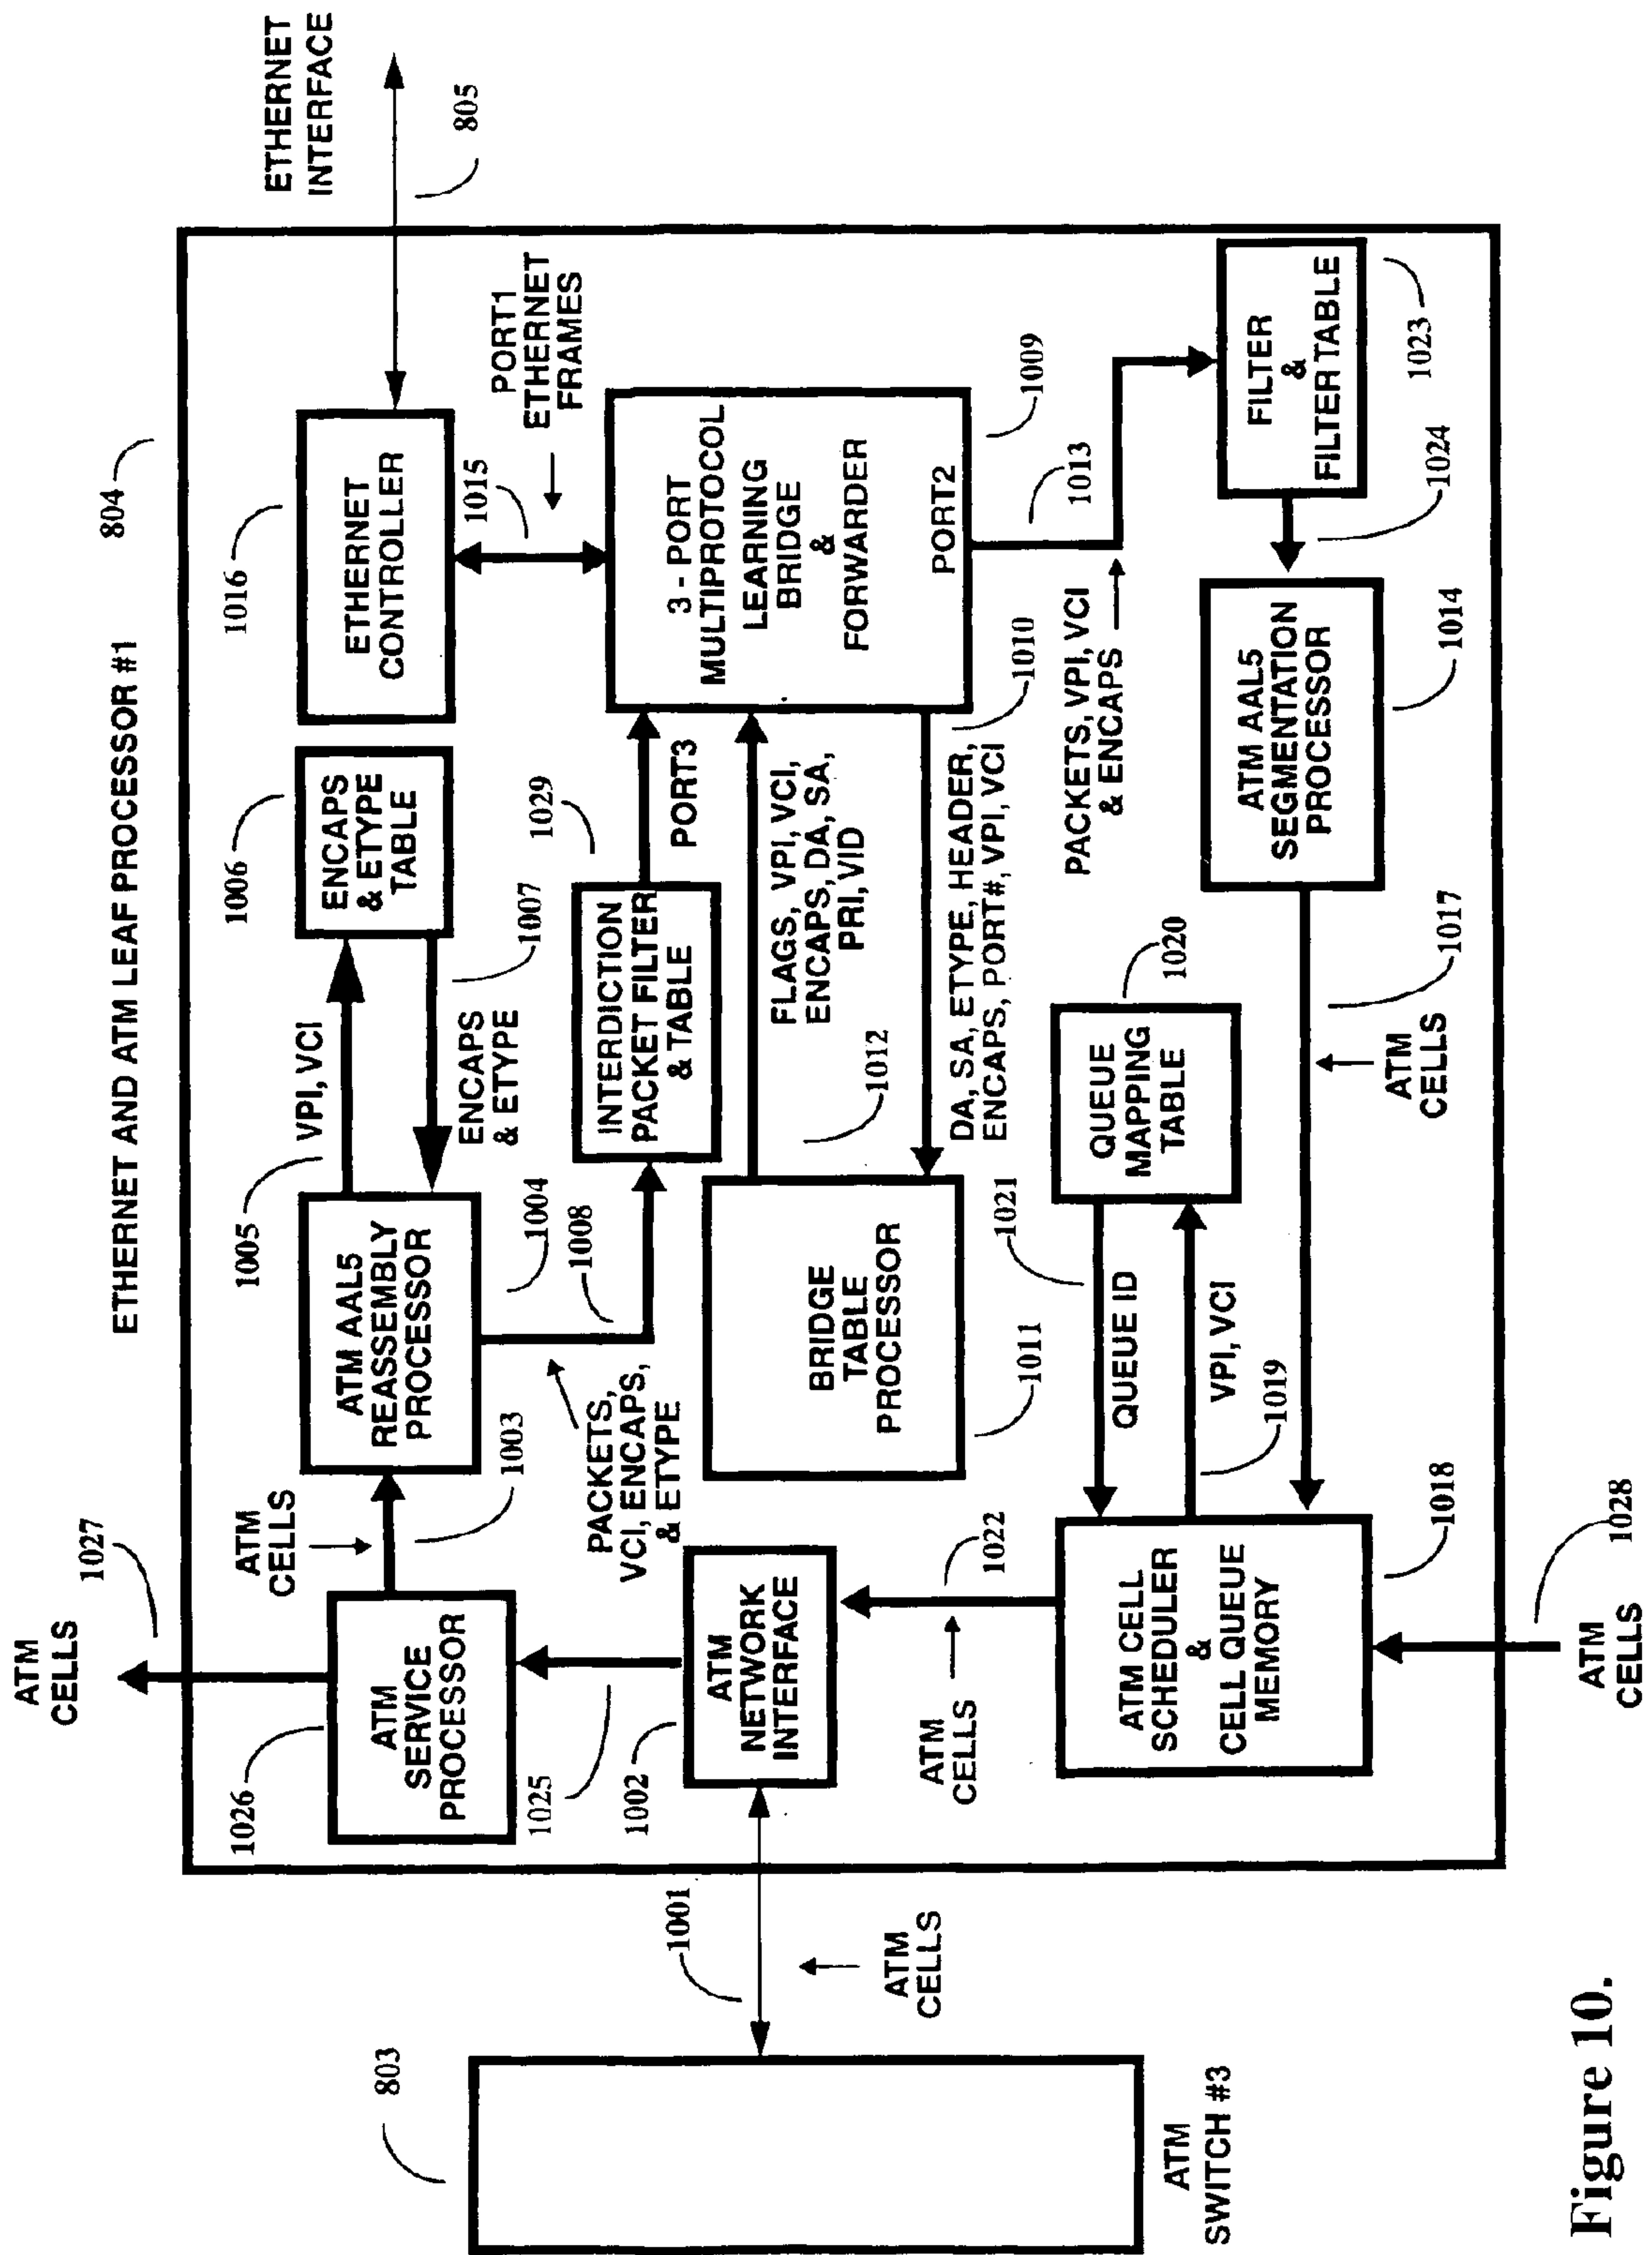 ETHERNET AND ATM LEAF PROCESSOR #1
804
ATM
CELLS
1027
ETHERNET
INTERFACE
805
1026
ATM
SERVICE
PROCESSOR
ATM
CELLS
1003
1005
VPI, VCI
ATM AAL5
REASSEMBLY
PROCESSOR
1004
ENCAPS
& ETYPE
1007
1006
ENCAPS
& ETYPE
TABLE
1016
ETHERNET
CONTROLLER
1015
PORT1
ETHERNET
FRAMES
1025
1008
PACKETS,
VCI, ENCAPS,
& ETYPE
INTERDICTION
PACKET FILTER
& TABLE
1029
PORT3
3 - PORT
MULTIPROTOCOL
LEARNING
BRIDGE
&
FORWARDER
PORT2
1009
803
1001
ATM
CELLS
1002
ATM
NETWORK
INTERFACE
BRIDGE
TABLE
PROCESSOR
1011
1012
FLAGS, VPI, VCI,
ENCAPS, DA, SA,
PRI, VID
1010
DA, SA, ETYPE, HEADER,
ENCAPS, PORT#, VPI, VCI
1013
PACKETS, VPI, VCI
& ENCAPS
ATM
CELLS
1022
1021
QUEUE ID
VPI, VCI
1019
QUEUE
MAPPING
TABLE
1020
FILTER
&
FILTER TABLE
1023
1024
ATM AAL5
SEGMENTATION
PROCESSOR
1014
ATM CELL
SCHEDULER
&
CELL QUEUE
MEMORY
1018
1017
ATM
CELLS
ATM
SWITCH #3
ATM
CELLS
1028
Figure 10.